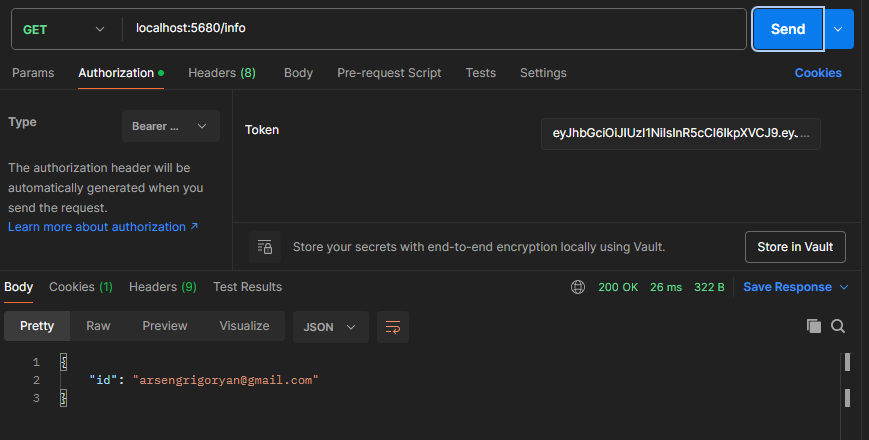 GET localhost:5680/info Send
Params Authorization Headers (8) Body Pre-request Script Tests Settings Cookies
Type Bearer ... Token eyJhbGciOiJIUzI1NiIsInR5cCI6IkpXVCJ9.ey. ...
The authorization header will be
automatically generated when you
send the request.
Learn more about authorization ↗
Store your secrets with end-to-end encryption locally using Vault. Store in Vault
Body Cookies (1) Headers (9) Test Results 200 OK 26 ms 322 B Save Response
Pretty Raw Preview Visualize JSON
1 {
2 "id": "arsengrigoryan@gmail.com"
3 }